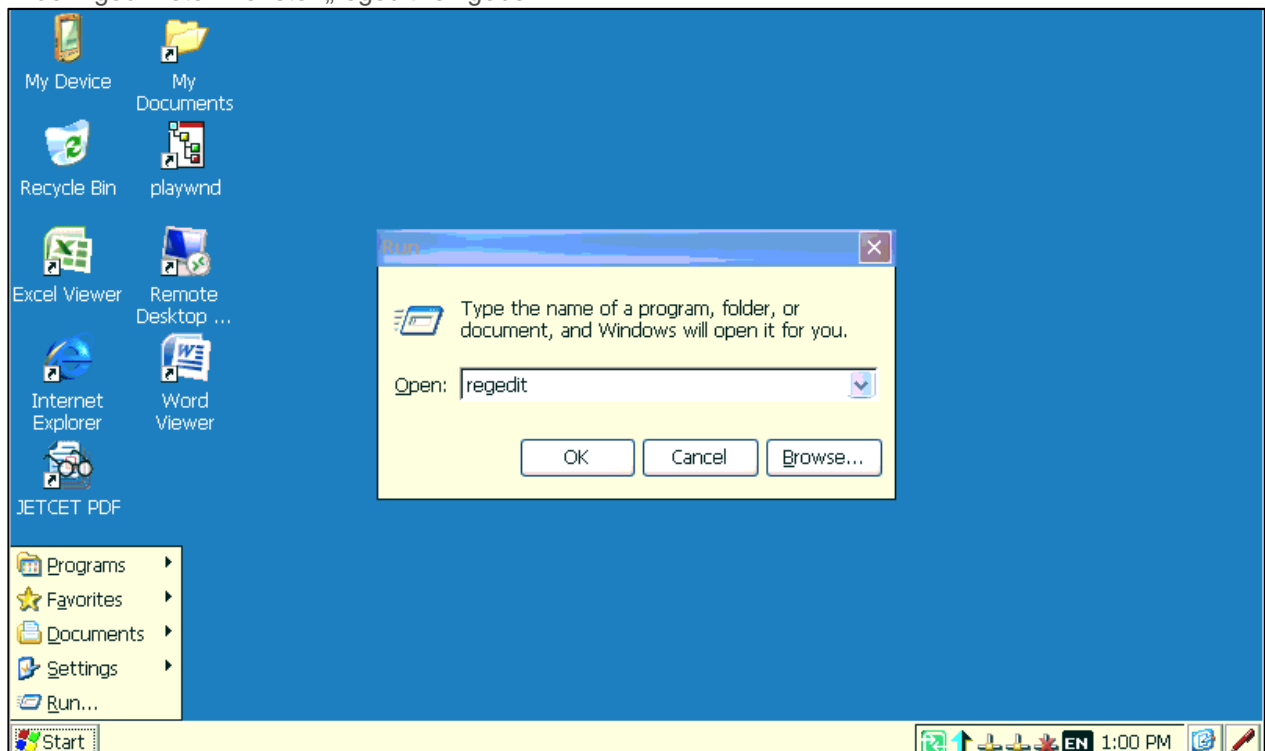 My Device
My
Documents
Recycle Bin
playwnd
Excel Viewer
Remote
Desktop ...
Internet
Explorer
Word
Viewer
JETCET PDF
Run
Type the name of a program, folder, or
document, and Windows will open it for you.
Open: regedit
OK Cancel Browse...
Programs
Favorites
Documents
Settings
Run...
Start EN 1:00 PM